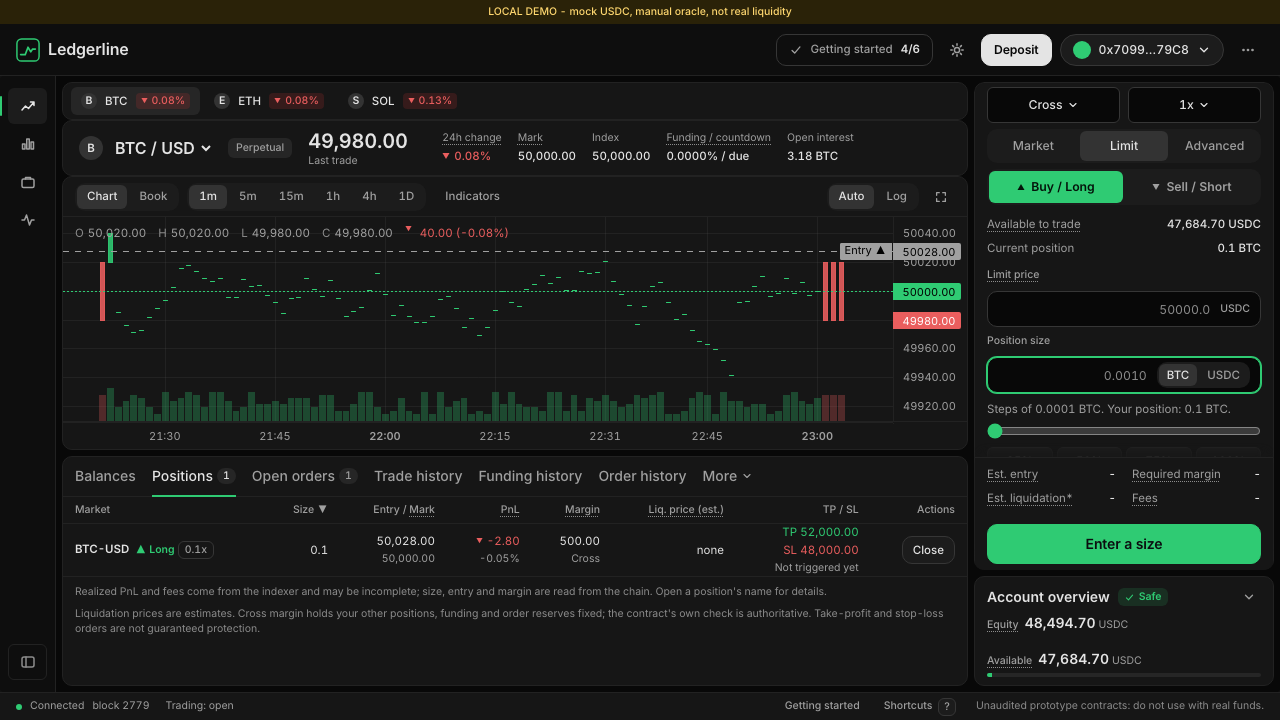 LOCAL DEMO - mock USDC, manual oracle, not real liquidity
Ledgerline
Getting started 4/6
Deposit
0x7099...79C8
B BTC 0.08%
E ETH 0.08%
S SOL 0.13%
B BTC / USD
Perpetual
49,980.00
Last trade
24h change
0.08%
Mark
50,000.00
Index
50,000.00
Funding / countdown
0.0000% / due
Open interest
3.18 BTC
Chart Book 1m 5m 15m 1h 4h 1D Indicators
Auto Log
O 50,020.00 H 50,020.00 L 49,980.00 C 49,980.00 40.00 (-0.08%)
50040.00
Entry ▲ 50028.00
50020.00
50000.00
49980.00
49960.00
49940.00
49920.00
21:30 21:45 22:00 22:15 22:31 22:45 23:00
Balances Positions 1 Open orders 1 Trade history Funding history Order history More
Market Size ▼ Entry / Mark PnL Margin Liq. price (est.) TP / SL Actions
BTC-USD ▲ Long 0.1x
0.1
50,028.00
50,000.00
▼ -2.80
-0.05%
500.00
Cross
none
TP 52,000.00
SL 48,000.00
Not triggered yet
Close
Realized PnL and fees come from the indexer and may be incomplete; size, entry and margin are read from the chain. Open a position's name for details.
Liquidation prices are estimates. Cross margin holds your other positions, funding and order reserves fixed; the contract's own check is authoritative. Take-profit and stop-loss
orders are not guaranteed protection.
Cross 1x
Market Limit Advanced
▲ Buy / Long ▼ Sell / Short
Available to trade 47,684.70 USDC
Current position 0.1 BTC
Limit price
50000.0 USDC
Position size
0.0010 BTC USDC
Steps of 0.0001 BTC. Your position: 0.1 BTC.
Est. entry - Required margin -
Est. liquidation* - Fees -
Enter a size
Account overview Safe
Equity 48,494.70 USDC
Available 47,684.70 USDC
Connected block 2779 Trading: open
Getting started Shortcuts ? Unaudited prototype contracts: do not use with real funds.